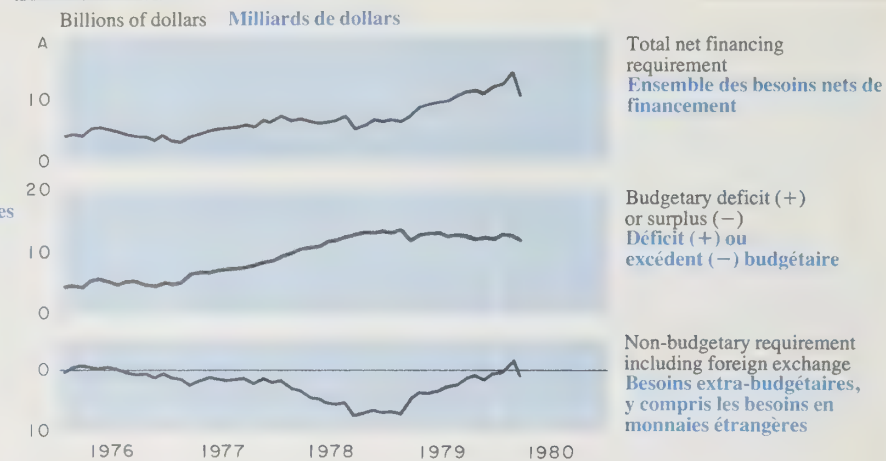 Billions of dollars Milliards de dollars
A
10
0
Total net financing
requirement
Ensemble des besoins nets de
financement
20
10
0
Budgetary deficit (+)
or surplus (−)
Déficit (+) ou
excédent (−) budgétaire
0
10
Non-budgetary requirement
including foreign exchange
Besoins extra-budgétaires,
y compris les besoins en
monnaies étrangères
1976 1977 1978 1979 1980